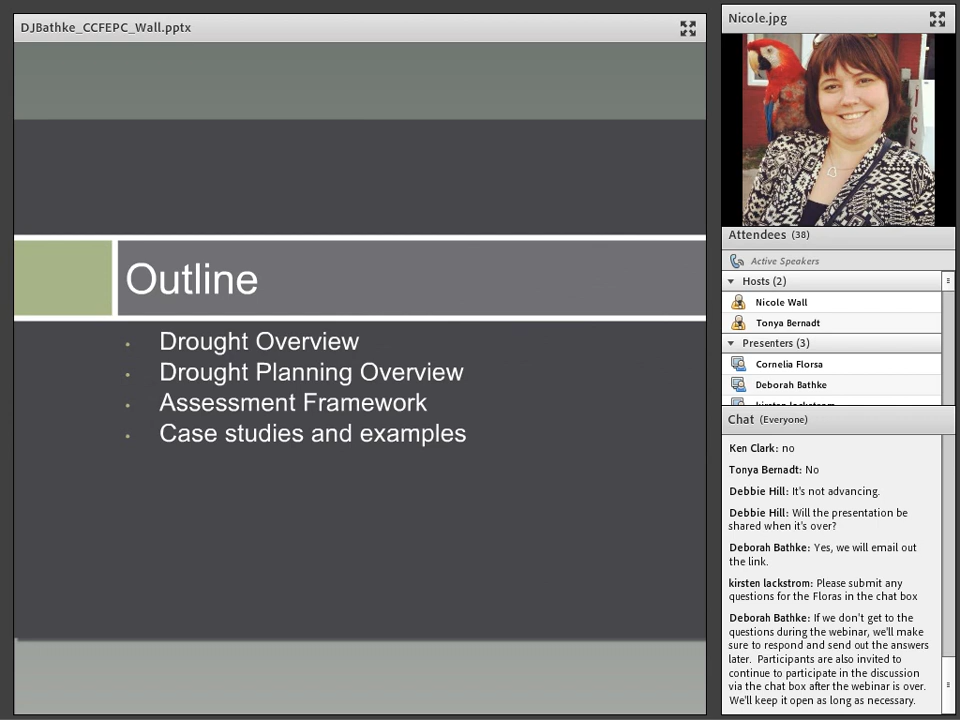 DJBathke_CCFEPC_Wall.pptx
Outline
• Drought Overview
• Drought Planning Overview
• Assessment Framework
• Case studies and examples
Nicole.jpg
Attendees (38)
Active Speakers
Hosts (2)
Nicole Wall
Tonya Bernadt
Presenters (3)
Cornelia Florsa
Deborah Bathke
kirsten lackstrom
Chat (Everyone)
Ken Clark: no
Tonya Bernadt: No
Debbie Hill: It's not advancing.
Debbie Hill: Will the presentation be
shared when it's over?
Deborah Bathke: Yes, we will email out
the link.
kirsten lackstrom: Please submit any
questions for the Floras in the chat box
Deborah Bathke: If we don't get to the
questions during the webinar, we'll make
sure to respond and send out the answers
later. Participants are also invited to
continue to participate in the discussion
via the chat box after the webinar is over.
We'll keep it open as long as necessary.